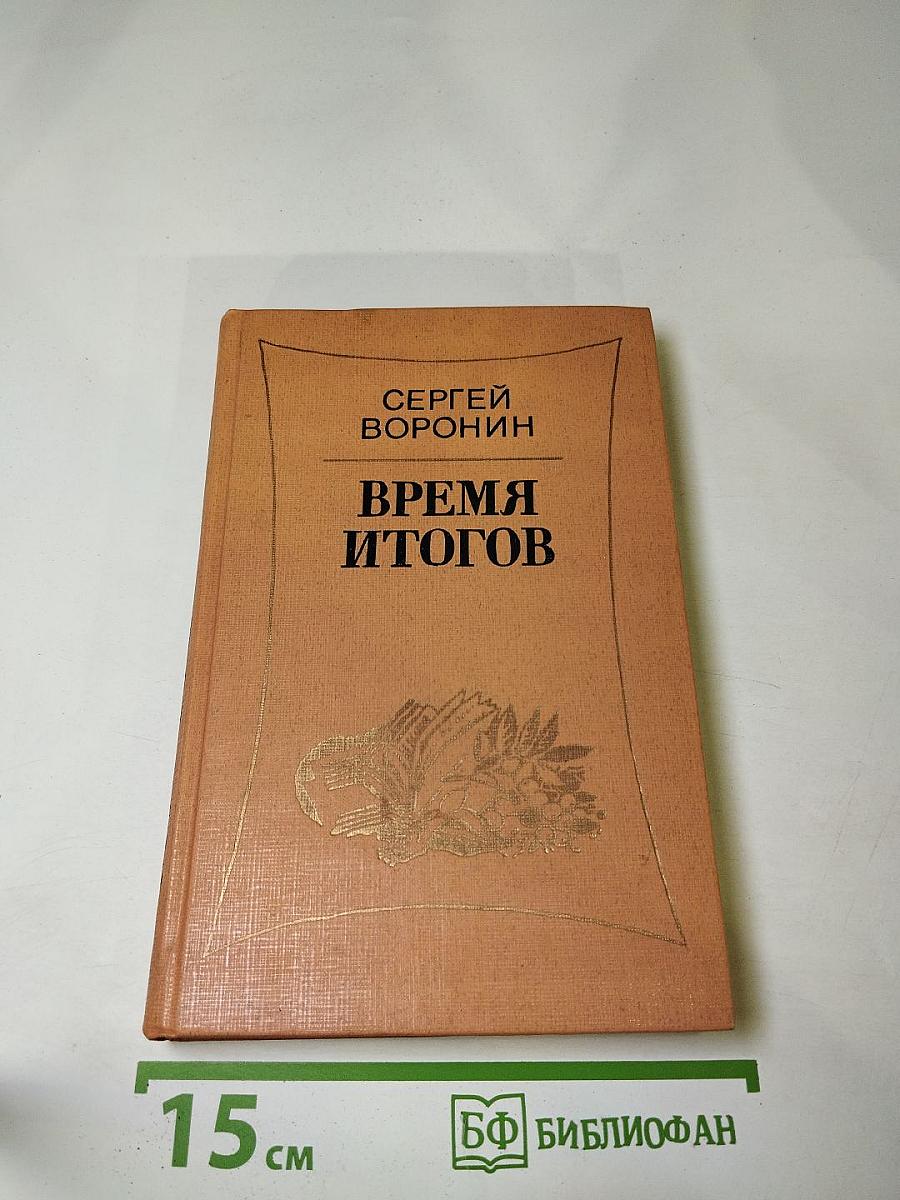 СЕРГЕЙ
ВОРОНИН
ВРЕМЯ
ИТОГОВ
15 см
БФ БИБЛИОФАН